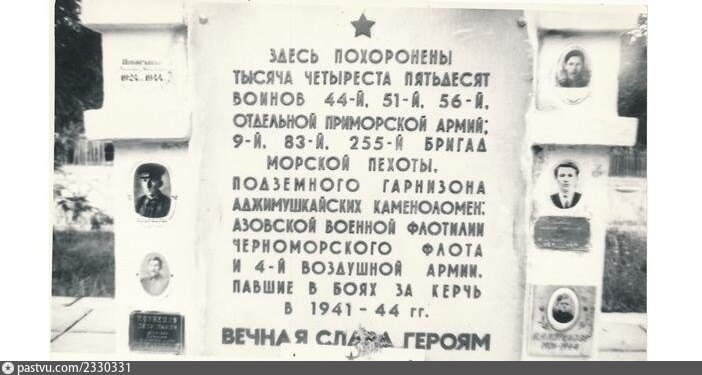 ЗДЕСЬ ПОХОРОНЕНЫ
ТЫСЯЧА ЧЕТЫРЕСТА ПЯТЬДЕСЯТ
ВОИНОВ 44-Й, 51-Й, 56-Й,
ОТДЕЛЬНОЙ ПРИМОРСКОЙ АРМИЙ;
9-Й, 83-Й, 255-Й БРИГАД
МОРСКОЙ ПЕХОТЫ,
ПОДЗЕМНОГО ГАРНИЗОНА
АДЖИМУШКАЙСКИХ КАМЕНОЛОМЕН;
АЗОВСКОЙ ВОЕННОЙ ФЛОТИЛИИ
ЧЕРНОМОРСКОГО ФЛОТА
И 4-Й ВОЗДУШНОЙ АРМИИ,
ПАВШИЕ В БОЯХ ЗА КЕРЧЬ
В 1941-44 гг.
ВЕЧНАЯ СЛАВА ГЕРОЯМ
1924-1944
pastvu.com/2330331